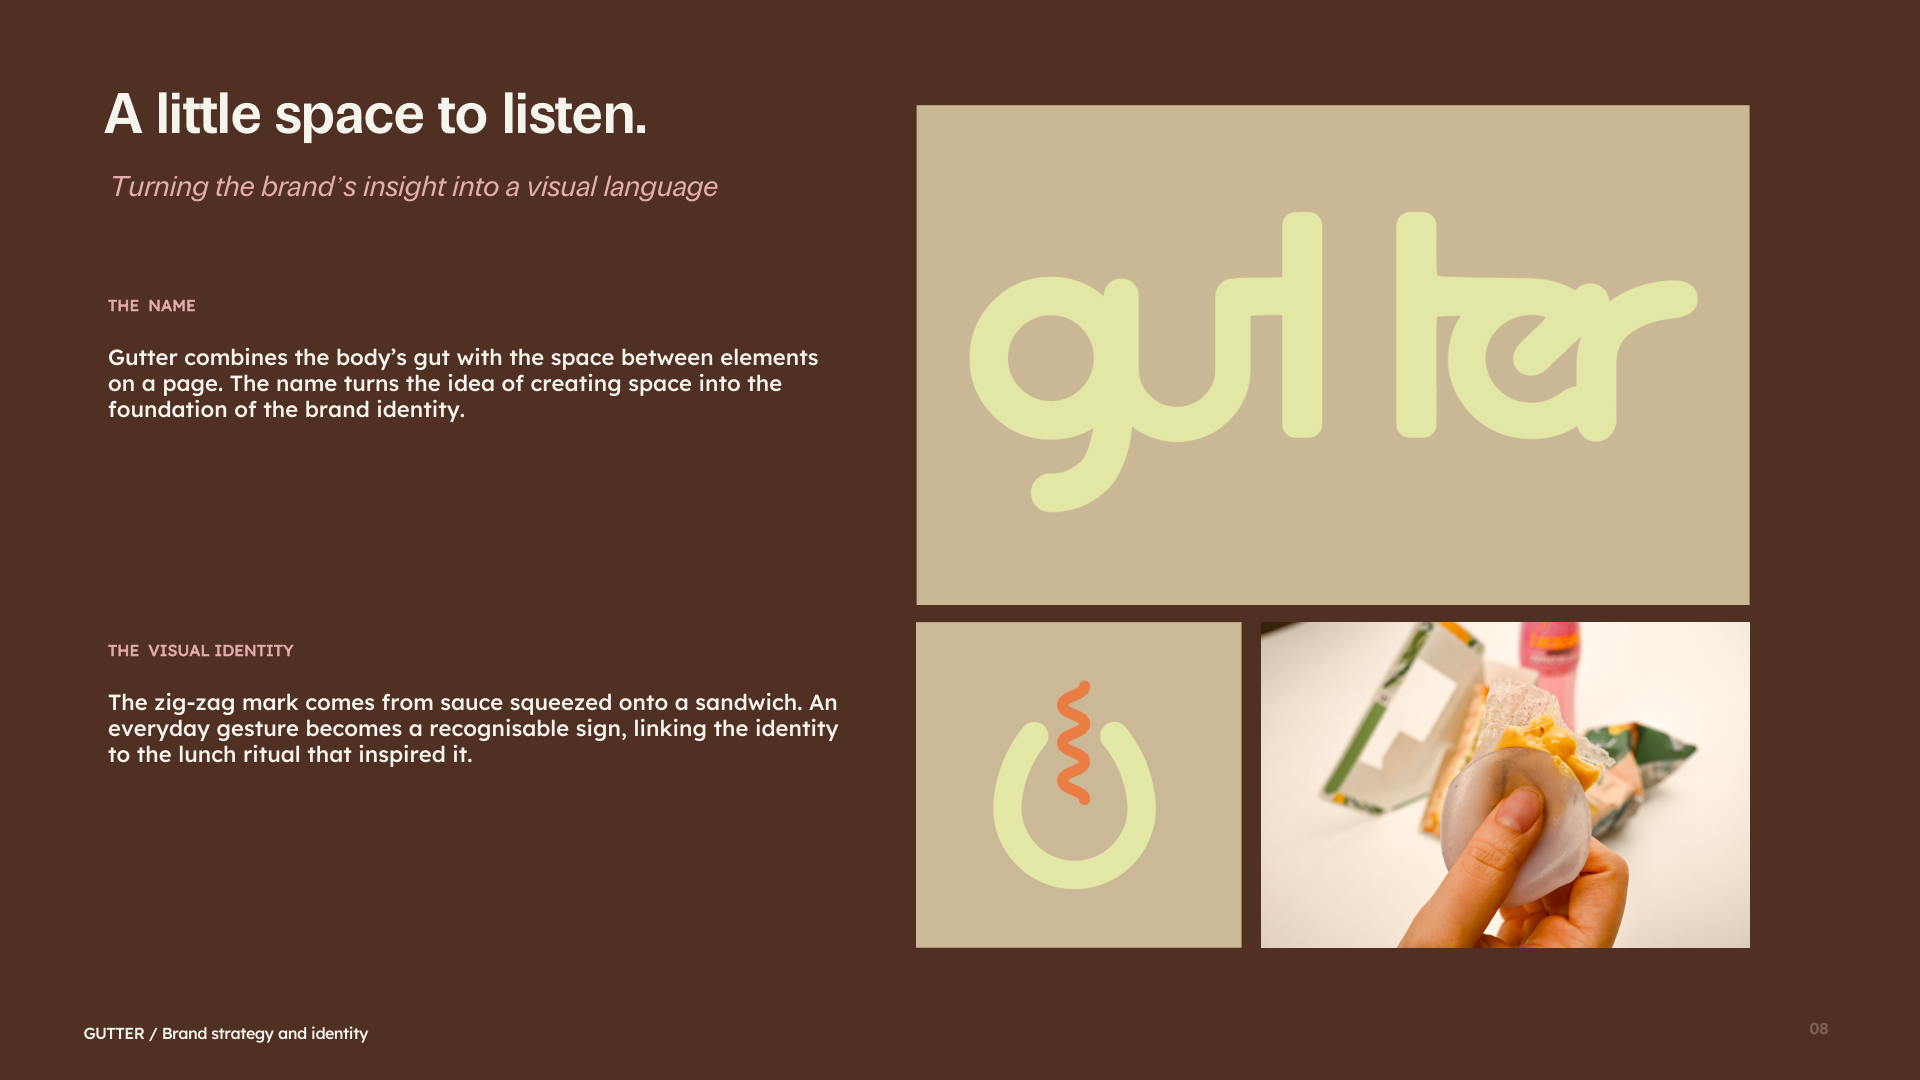 A little space to listen.
Turning the brand's insight into a visual language
THE NAME
Gutter combines the body's gut with the space between elements
on a page. The name turns the idea of creating space into the
foundation of the brand identity.
gutter
THE VISUAL IDENTITY
The zig-zag mark comes from sauce squeezed onto a sandwich. An
everyday gesture becomes a recognisable sign, linking the identity
to the lunch ritual that inspired it.
GUTTER / Brand strategy and identity
08